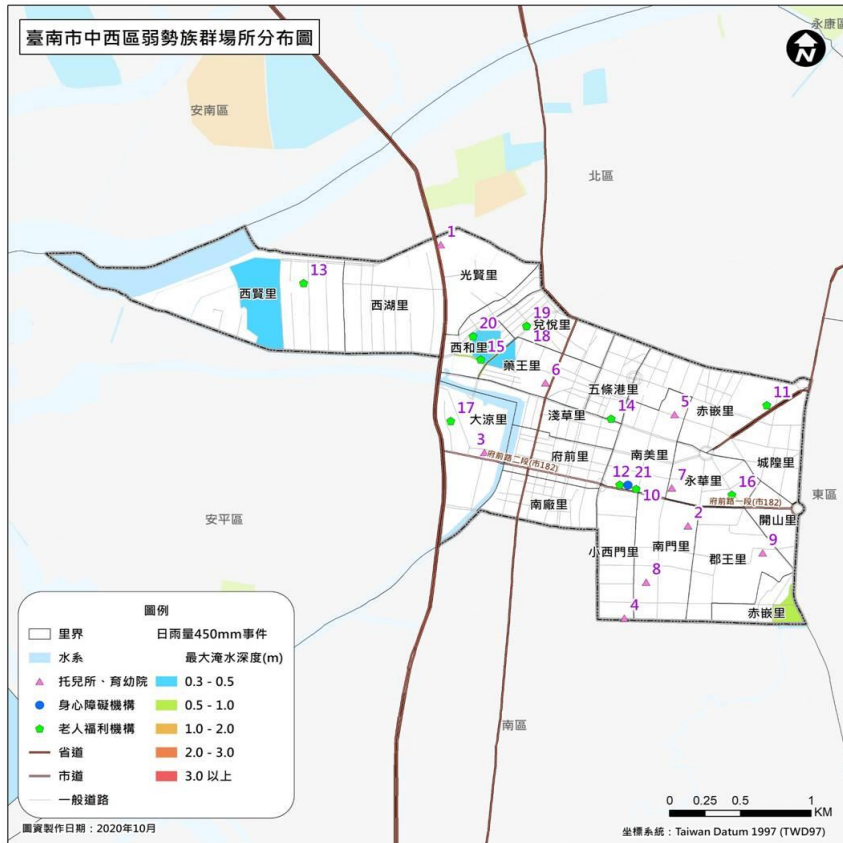 臺南市中西區弱勢族群場所分布圖
永康區
N
安南區
北區
1
光賢里
13
西賢里
西湖里
19
兌悅里
20
18
西和里
15
藥王里
6
五條港里
11
17
大涼里
淺草里
14
5
赤嵌里
3
府前路二段(市182)
府前里
南美里
城隍里
12
21
7
永華里
16
10
府前路一段(市182)
東區
南廠里
2
開山里
安平區
小西門里
南門里
郡王里
9
8
4
赤嵌里
南區
圖例
里界
水系
托兒所、育幼院
身心障礙機構
老人福利機構
省道
市道
一般道路
日雨量450mm事件
最大淹水深度(m)
0.3 - 0.5
0.5 - 1.0
1.0 - 2.0
2.0 - 3.0
3.0 以上
圖資製作日期：2020年10月
0 0.25 0.5 1
KM
坐標系統：Taiwan Datum 1997 (TWD97)